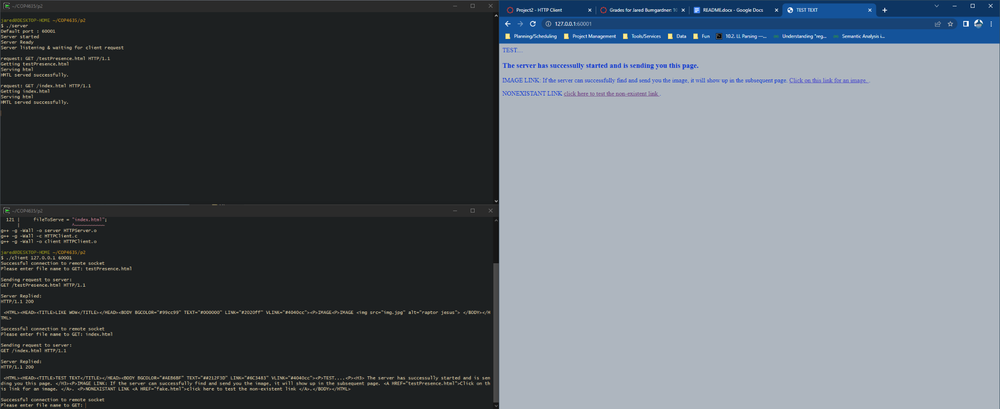 ~/COP4635/p2
jared@DESKTOP-HOME ~/COP4635/p2
$ ./server
Default port : 60001
Server started
Server Ready
Server listening & waiting for client request
request: GET /testPresence.html HTTP/1.1
Getting testPresence.html
Serving html
HMTL served successfully.
request: GET /index.html HTTP/1.1
Getting index.html
Serving html
HMTL served successfully.
~/COP4635/p2
121 |     fileToServe = "index.html";
|                   ^~~~~~~~~~~~
g++ -g -Wall -o server HTTPServer.o
g++ -g -Wall -c HTTPClient.c
g++ -g -Wall -o client HTTPClient.o
jared@DESKTOP-HOME ~/COP4635/p2
$ ./client 127.0.0.1 60001
Successful connection to remote socket
Please enter file name to GET: testPresence.html
Sending request to server:
GET /testPresence.html HTTP/1.1
Server Replied:
HTTP/1.1 200
<HTML><HEAD><TITLE>LIKE WOW</TITLE></HEAD><BODY BGCOLOR="#99cc99" TEXT="#000000" LINK="#2020ff" VLINK="#4040cc"><P>IMAGE<P>IMAGE <img src="img.jpg" alt="raptor jesus"> </BODY></H
TML>
Successful connection to remote socket
Please enter file name to GET: index.html
Sending request to server:
GET /index.html HTTP/1.1
Server Replied:
HTTP/1.1 200
<HTML><HEAD><TITLE>TEST TEXT</TITLE></HEAD><BODY BGCOLOR="#AEB6BF" TEXT="##212F3D" LINK="#6C3483" VLINK="#4040cc"><P>TEST....<P><H3> The server has successully started and is sen
ding you this page. </H3><P>IMAGE LINK: If the server can successfully find and send you the image, it will show up in the subsequent page. <A HREF="testPresence.html">Click on th
is link for an image. </A>. <P>NONEXISTANT LINK <A HREF="fake.html">click here to test the non-existent link </A>.</BODY></HTML>
Successful connection to remote socket
Please enter file name to GET:
Project2 - HTTP Client
Grades for Jared Bumgardner: 10
README.docx - Google Docs
TEST TEXT
127.0.0.1:60001
Planning/Scheduling
Project Management
Tools/Services
Data
Fun
10.2. LL Parsing —...
Understanding "reg...
Semantic Analysis i...
TEST....
The server has successully started and is sending you this page.
IMAGE LINK: If the server can successfully find and send you the image, it will show up in the subsequent page. Click on this link for an image. .
NONEXISTANT LINK click here to test the non-existent link .